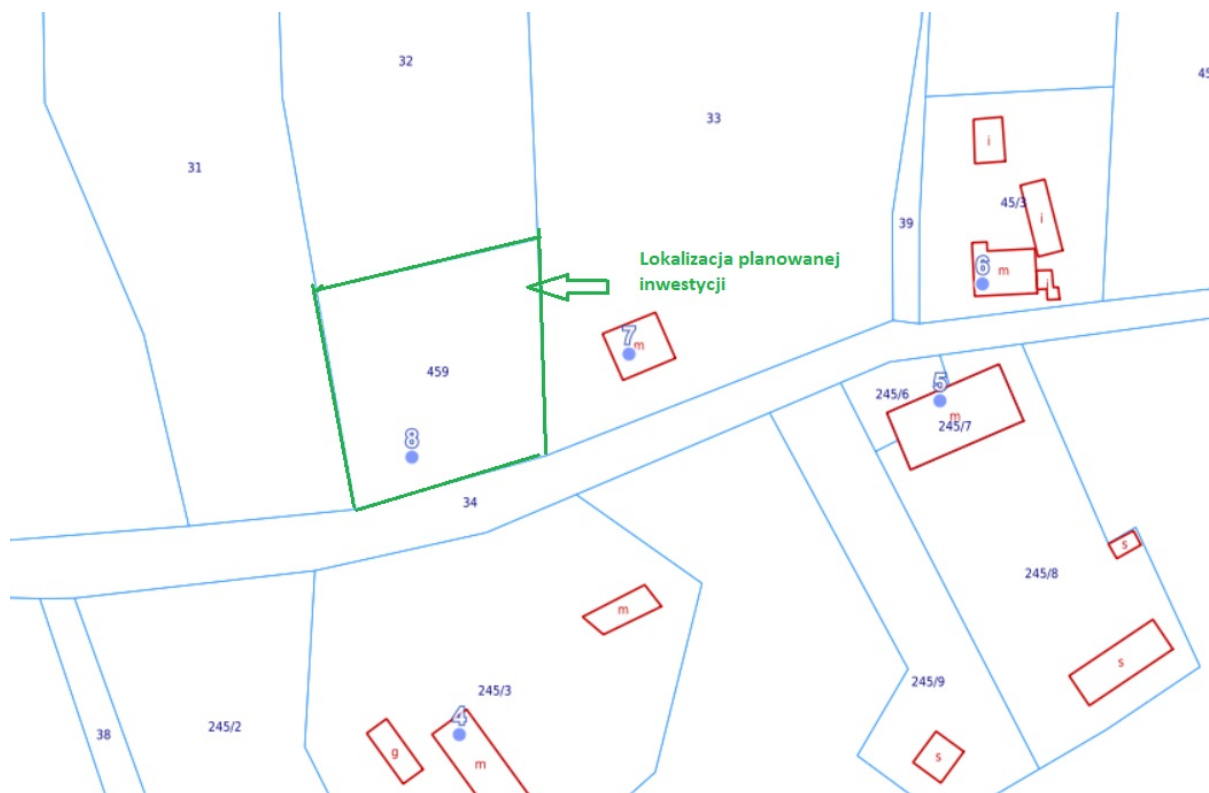 32
45
33
31
i
45/3
i
39
Lokalizacja planowanej
inwestycji
6
m
i
7
m
459
5
245/6
m
245/7
8
34
s
245/8
m
s
245/9
245/3
4
245/2
38
g
m
s